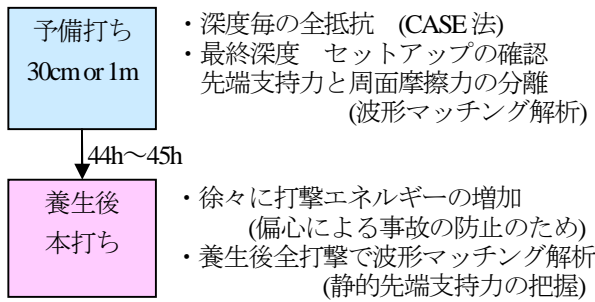 予備打ち
30cm or 1m
・深度毎の全抵抗　(CASE 法)
・最終深度　セットアップの確認
先端支持力と周面摩擦力の分離
(波形マッチング解析)
44h～45h
養生後
本打ち
・徐々に打撃エネルギーの増加
(偏心による事故の防止のため)
・養生後全打撃で波形マッチング解析
(静的先端支持力の把握)